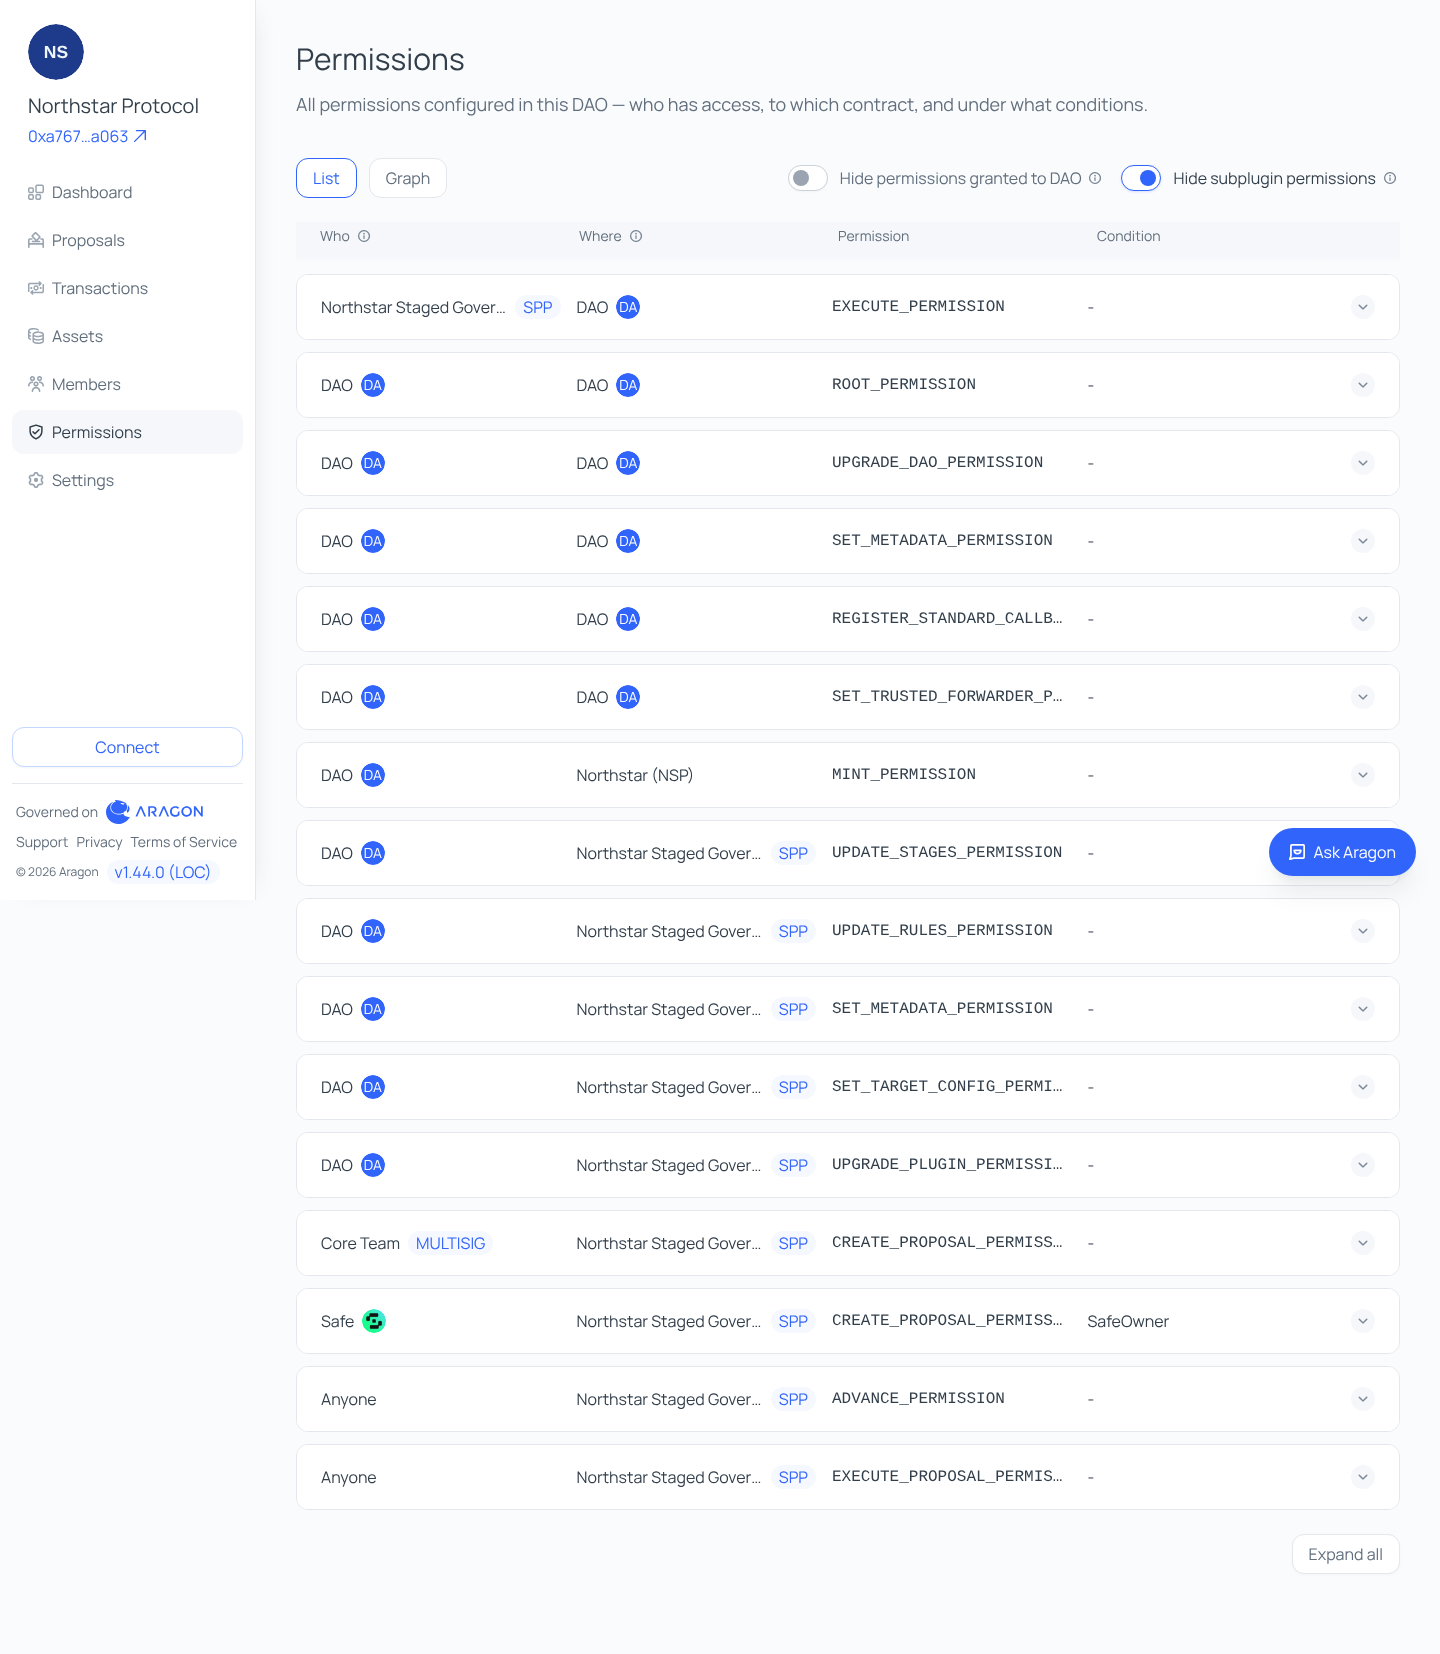 NS
Northstar Protocol
0xa767…a063
Dashboard
Proposals
Transactions
Assets
Members
Permissions
Settings
Connect
Governed on ARAGON
Support Privacy Terms of Service
© 2026 Aragon v1.44.0 (LOC)
Permissions
All permissions configured in this DAO — who has access, to which contract, and under what conditions.
List Graph Hide permissions granted to DAO Hide subplugin permissions
Who Where Permission Condition
Northstar Staged Gover… SPP DAO DA EXECUTE_PERMISSION -
DAO DA DAO DA ROOT_PERMISSION -
DAO DA DAO DA UPGRADE_DAO_PERMISSION -
DAO DA DAO DA SET_METADATA_PERMISSION -
DAO DA DAO DA REGISTER_STANDARD_CALLB… -
DAO DA DAO DA SET_TRUSTED_FORWARDER_P… -
DAO DA Northstar (NSP) MINT_PERMISSION -
DAO DA Northstar Staged Gover… SPP UPDATE_STAGES_PERMISSION -
Ask Aragon
DAO DA Northstar Staged Gover… SPP UPDATE_RULES_PERMISSION -
DAO DA Northstar Staged Gover… SPP SET_METADATA_PERMISSION -
DAO DA Northstar Staged Gover… SPP SET_TARGET_CONFIG_PERMI… -
DAO DA Northstar Staged Gover… SPP UPGRADE_PLUGIN_PERMISSI… -
Core Team MULTISIG Northstar Staged Gover… SPP CREATE_PROPOSAL_PERMISS… -
Safe Northstar Staged Gover… SPP CREATE_PROPOSAL_PERMISS… SafeOwner
Anyone Northstar Staged Gover… SPP ADVANCE_PERMISSION -
Anyone Northstar Staged Gover… SPP EXECUTE_PROPOSAL_PERMIS… -
Expand all